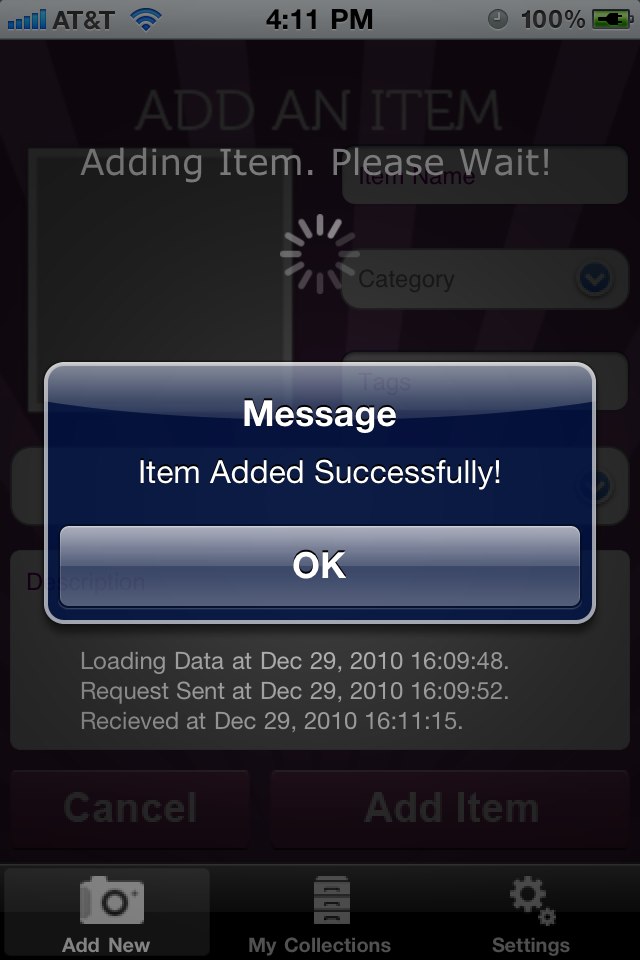 AT&T 4:11 PM 100%
ADD AN ITEM
Adding Item. Please Wait!
Item Name
Category
Tags
Message
Item Added Successfully!
OK
Description
Loading Data at Dec 29, 2010 16:09:48.
Request Sent at Dec 29, 2010 16:09:52.
Recieved at Dec 29, 2010 16:11:15.
Cancel Add Item
Add New My Collections Settings